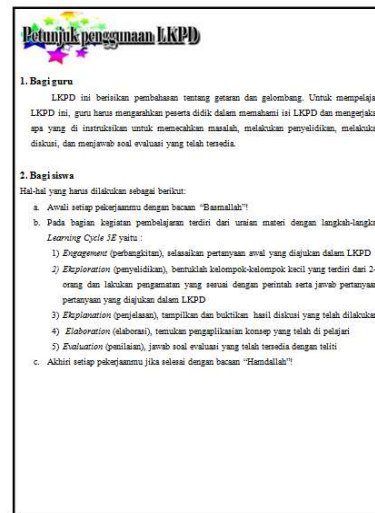 Petunjuk penggunaan LKPD
1. Bagi guru
LKPD ini berisikan pembahasan tentang getaran dan gelombang. Untuk mempelaja
LKPD ini, guru harus mengarahkan peserta didik dalam memahami isi LKPD dan mengerjaka
apa yang di instruksikan untuk memecahkan masalah, melakukan penyelidikan, melakuka
diskusi, dan menjawab soal evaluasi yang telah tersedia.
2. Bagi siswa
Hal-hal yang harus dilakukan sebagai berikut:
a. Awali setiap pekerjaanmu dengan bacaan “Basmallah”!
b. Pada bagian kegiatan pembelajaran terdiri dari uraian materi dengan langkah-langka
Learning Cycle 5E yaitu :
1) Engagement (pembangkitan), selesaikan pertanyaan awal yang diajukan dalam LKPD
2) Eksploration (penyelidikan), bentuklah kelompok-kelompok kecil yang terdiri dari 2-
orang dan lakukan pengamatan yang sesuai dengan perintah serta jawab pertanyaan
pertanyaan yang diajukan dalam LKPD
3) Eksplanation (penjelasan), tampilkan dan buktikan hasil diskusi yang telah dilakukan
4) Elaboration (elaborasi), temukan pengaplikasian konsep yang telah di pelajari
5) Evaluation (penilaian), jawab soal evaluasi yang telah tersedia dengan teliti
c. Akhiri setiap pekerjaanmu jika selesai dengan bacaan “Hamdallah”!